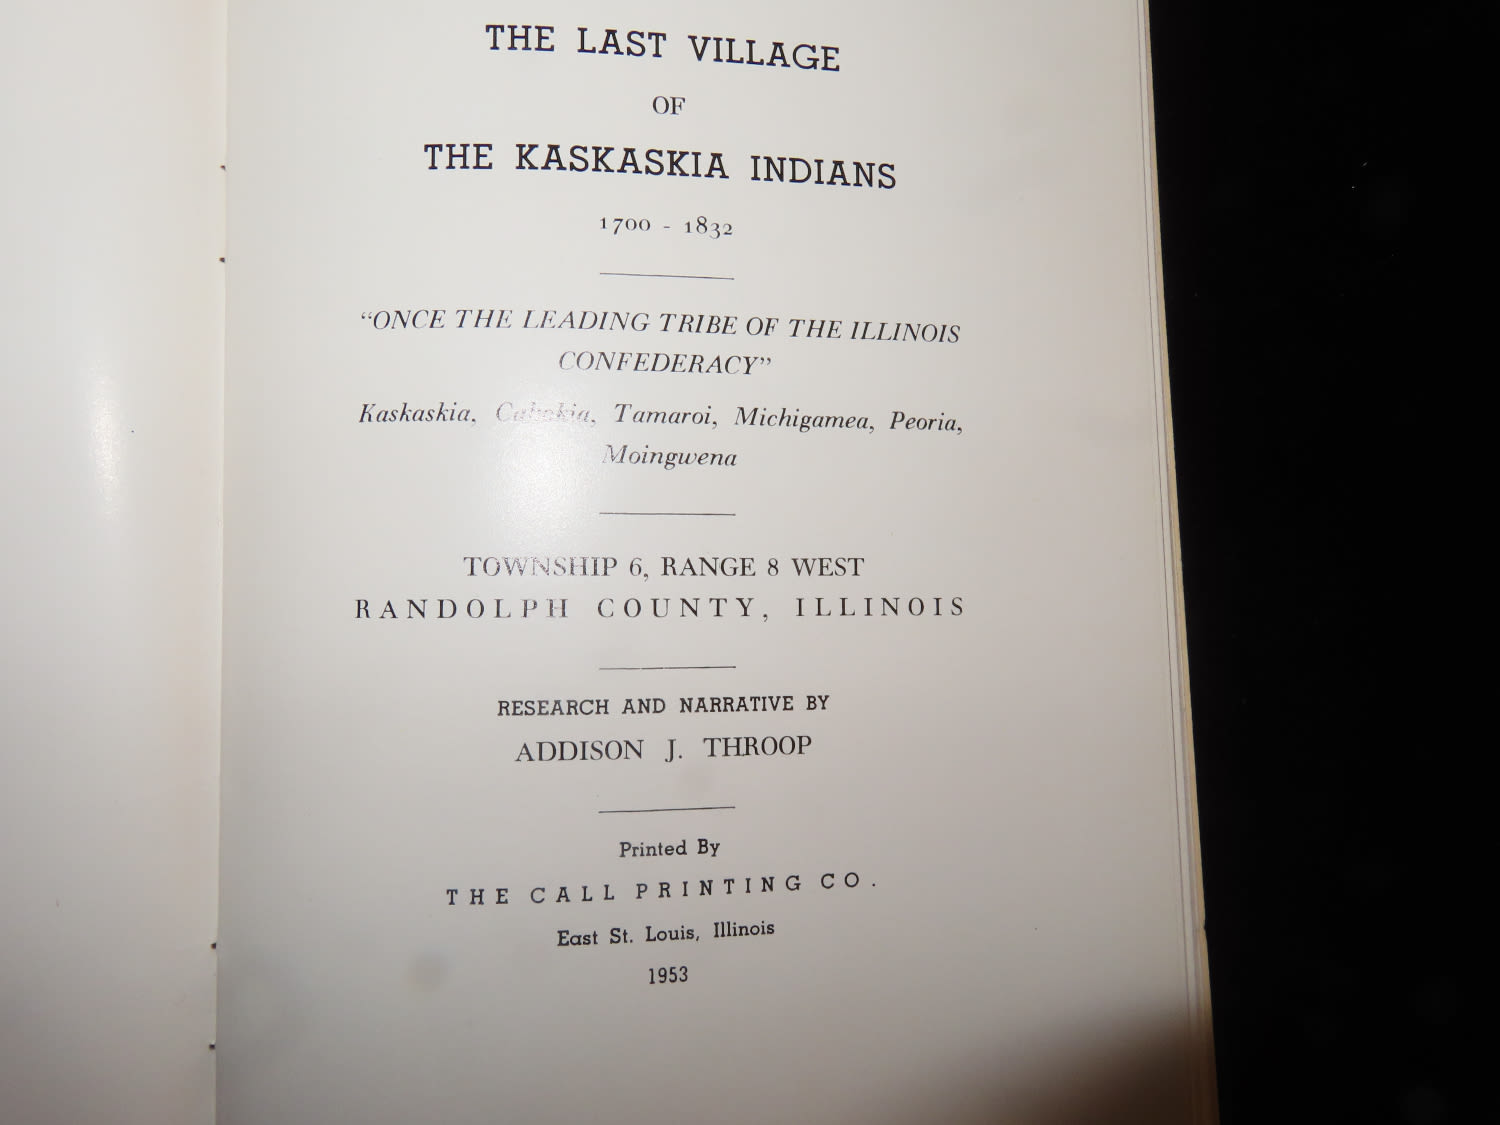 THE LAST VILLAGE
OF
THE KASKASKIA INDIANS
1700 - 1832
“ONCE THE LEADING TRIBE OF THE ILLINOIS
CONFEDERACY”
Kaskaskia, Cahokia, Tamaroi, Michigamea, Peoria,
Moingwena
TOWNSHIP 6, RANGE 8 WEST
RANDOLPH COUNTY, ILLINOIS
RESEARCH AND NARRATIVE BY
ADDISON J. THROOP
Printed By
THE CALL PRINTING CO.
East St. Louis, Illinois
1953